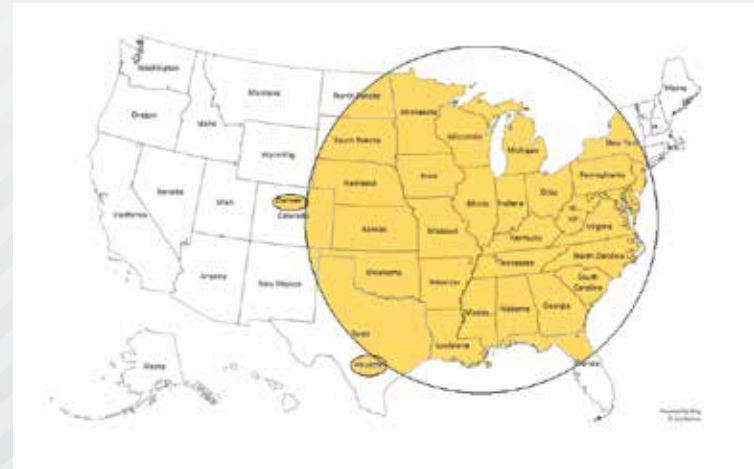 Washington
Montana
North Dakota
Minnesota
Maine
Oregon
Idaho
Wyoming
South Dakota
Wisconsin
Michigan
New York
Nevada
Utah
Colorado
Nebraska
Iowa
Illinois
Indiana
Ohio
Pennsylvania
California
Kansas
Missouri
Kentucky
Virginia
Arizona
New Mexico
Oklahoma
Arkansas
Tennessee
North Carolina
South
Carolina
Texas
Louisiana
Alabama
Georgia
Florida
Alaska